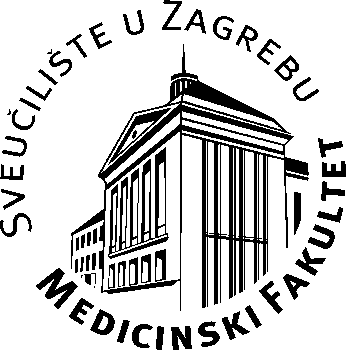 SVEUČILIŠTE U ZAGREBU
MEDICINSKI FAKULTET